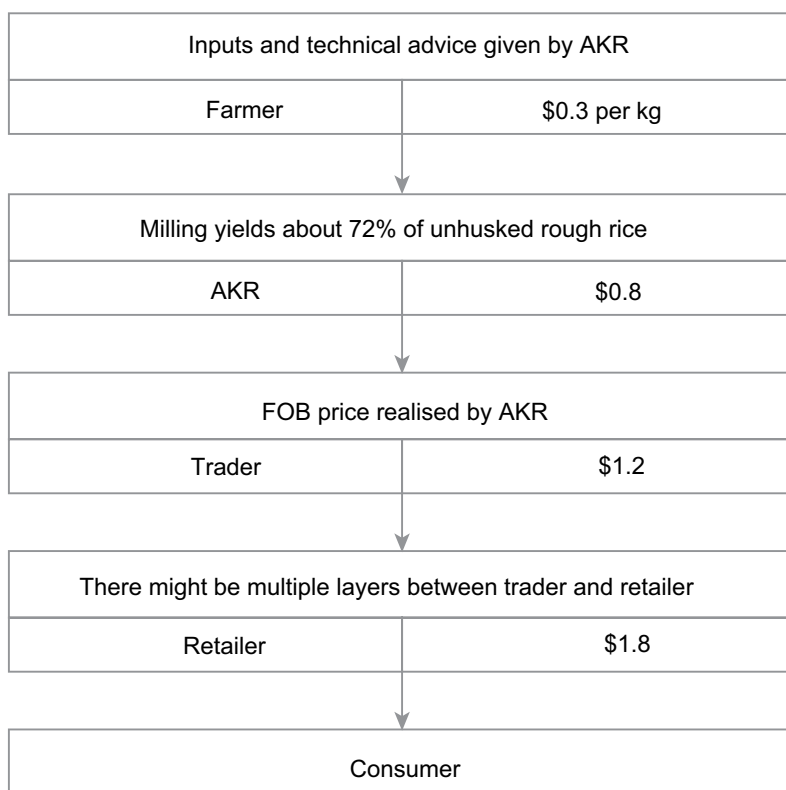 Inputs and technical advice given by AKR
Farmer $0.3 per kg
Milling yields about 72% of unhusked rough rice
AKR $0.8
FOB price realised by AKR
Trader $1.2
There might be multiple layers between trader and retailer
Retailer $1.8
Consumer